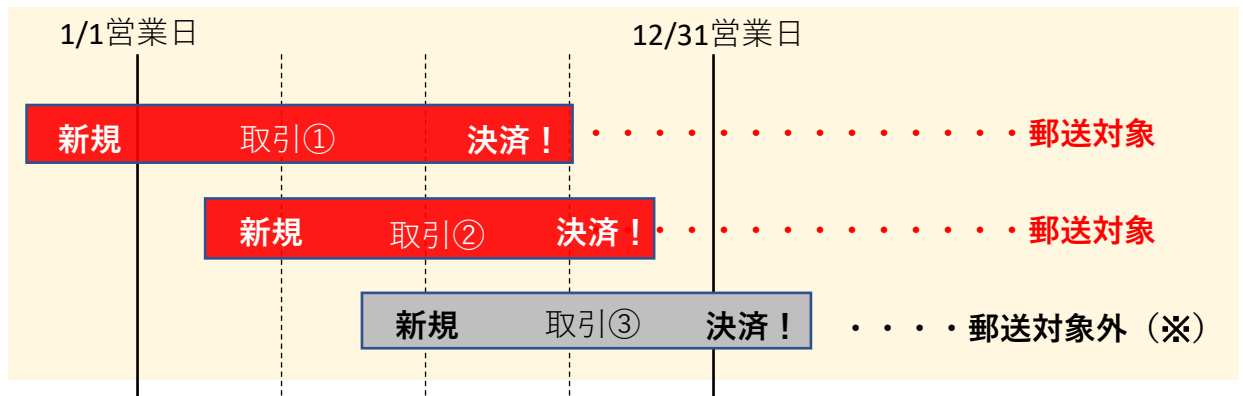 1/1営業日 12/31営業日
新規 取引① 決済！ ・・・・・・・・・・・・・・郵送対象
新規 取引② 決済！・・・・・・・・・・・・郵送対象
新規 取引③ 決済！ ・・・・郵送対象外（※）